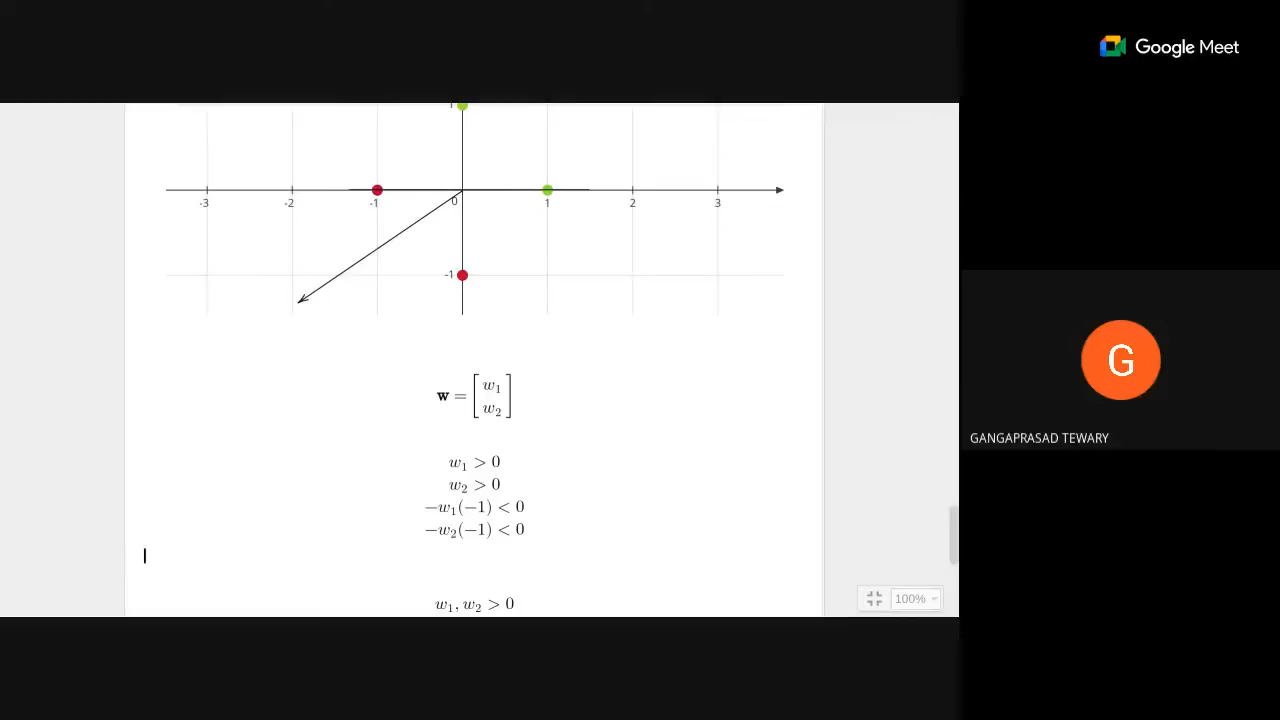 Google Meet
1
-3 -2 -1 0 1 2 3
-1
G
GANGAPRASAD TEWARY
w = [w₁ w₂]
w₁ > 0
w₂ > 0
−w₁(−1) < 0
−w₂(−1) < 0
w₁, w₂ > 0
100%